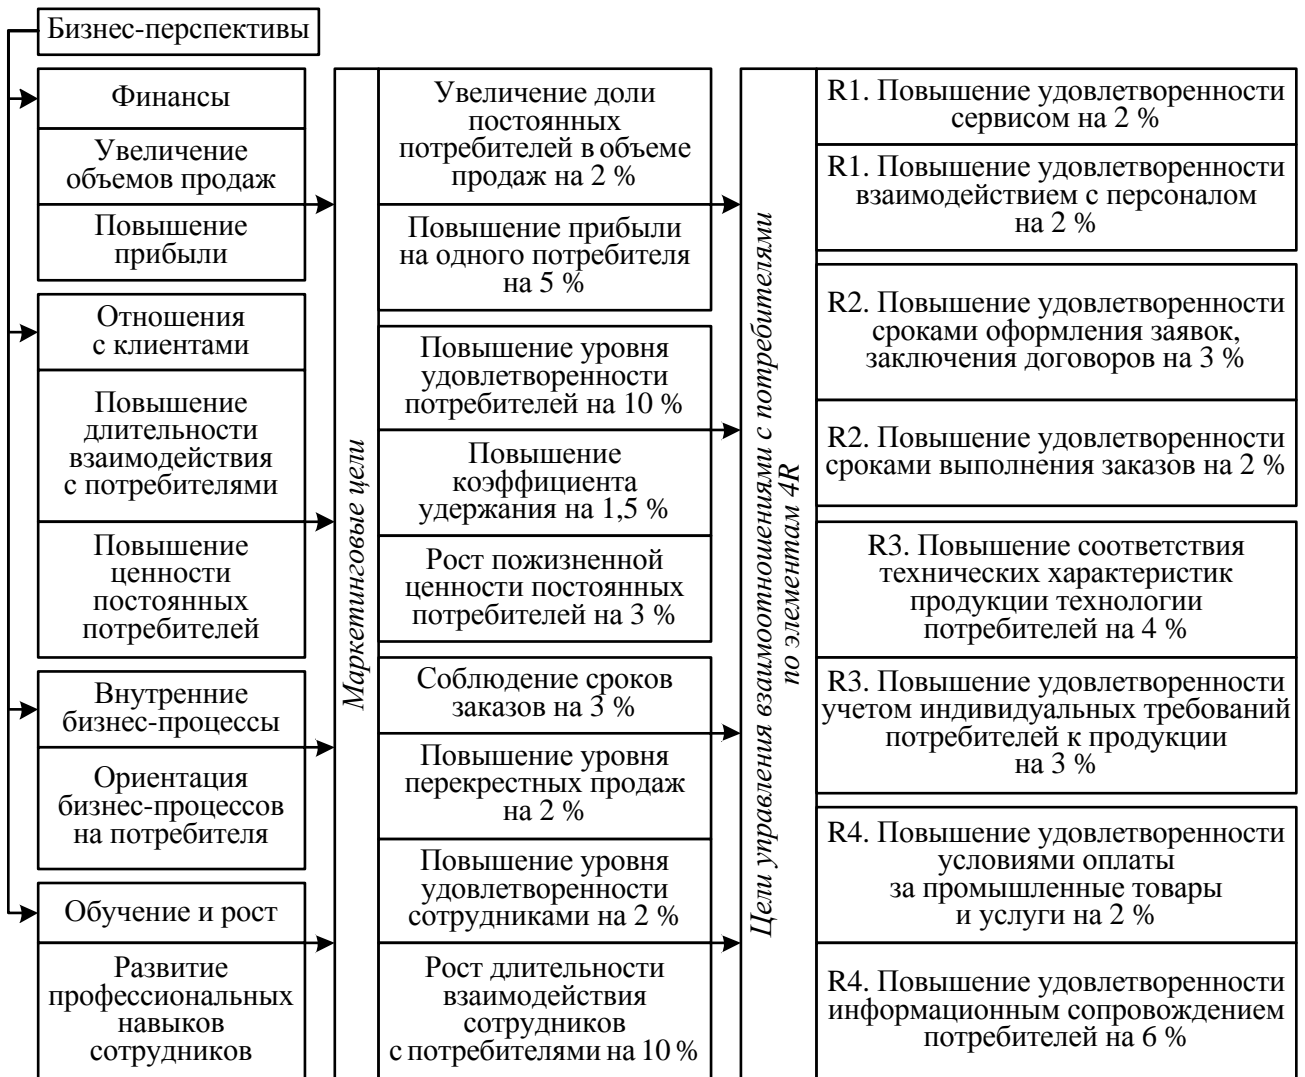 Бизнес-перспективы
Финансы
Увеличение
объемов продаж
Повышение
прибыли
Отношения
с клиентами
Повышение
длительности
взаимодействия
с потребителями
Повышение
ценности
постоянных
потребителей
Внутренние
бизнес-процессы
Ориентация
бизнес-процессов
на потребителя
Обучение и рост
Развитие
профессиональных
навыков
сотрудников
Маркетинговые цели
Увеличение доли
постоянных
потребителей в объеме
продаж на 2 %
Повышение прибыли
на одного потребителя
на 5 %
Повышение уровня
удовлетворенности
потребителей на 10 %
Повышение
коэффициента
удержания на 1,5 %
Рост пожизненной
ценности постоянных
потребителей на 3 %
Соблюдение сроков
заказов на 3 %
Повышение уровня
перекрестных продаж
на 2 %
Повышение уровня
удовлетворенности
сотрудниками на 2 %
Рост длительности
взаимодействия
сотрудников
с потребителями на 10 %
Цели управления взаимоотношениями с потребителями
по элементам 4R
R1. Повышение удовлетворенности
сервисом на 2 %
R1. Повышение удовлетворенности
взаимодействием с персоналом
на 2 %
R2. Повышение удовлетворенности
сроками оформления заявок,
заключения договоров на 3 %
R2. Повышение удовлетворенности
сроками выполнения заказов на 2 %
R3. Повышение соответствия
технических характеристик
продукции технологии
потребителей на 4 %
R3. Повышение удовлетворенности
учетом индивидуальных требований
потребителей к продукции
на 3 %
R4. Повышение удовлетворенности
условиями оплаты
за промышленные товары
и услуги на 2 %
R4. Повышение удовлетворенности
информационным сопровождением
потребителей на 6 %